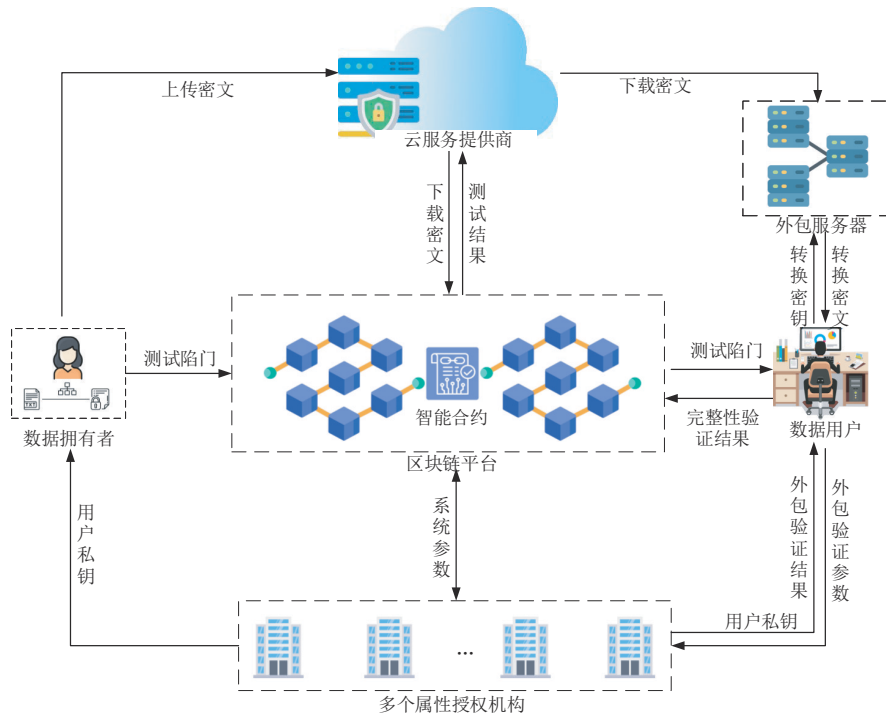 上传密文
下载密文
云服务提供商
下载密文
测试结果
外包服务器
转换密钥
转换密文
测试陷门
智能合约
测试陷门
完整性验
证结果
数据拥有者
区块链平台
数据用户
用户私钥
系统参数
外包验证结果
外包验证参数
用户私钥
...
多个属性授权机构